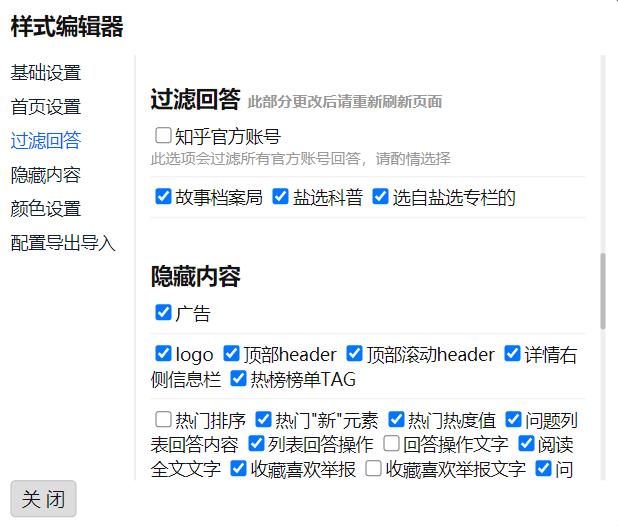 样式编辑器
基础设置
首页设置
过滤回答
隐藏内容
颜色设置
配置导出导入
过滤回答 此部分更改后请重新刷新页面
知乎官方账号
此选项会过滤所有官方账号回答，请酌情选择
故事档案局 盐选科普 选自盐选专栏的
隐藏内容
广告
logo 顶部header 顶部滚动header 详情右
侧信息栏 热榜榜单TAG
热门排序 热门"新"元素 热门热度值 问题列
表回答内容 列表回答操作 回答操作文字 阅读
全文文字 收藏喜欢举报 收藏喜欢举报文字 问
关 闭